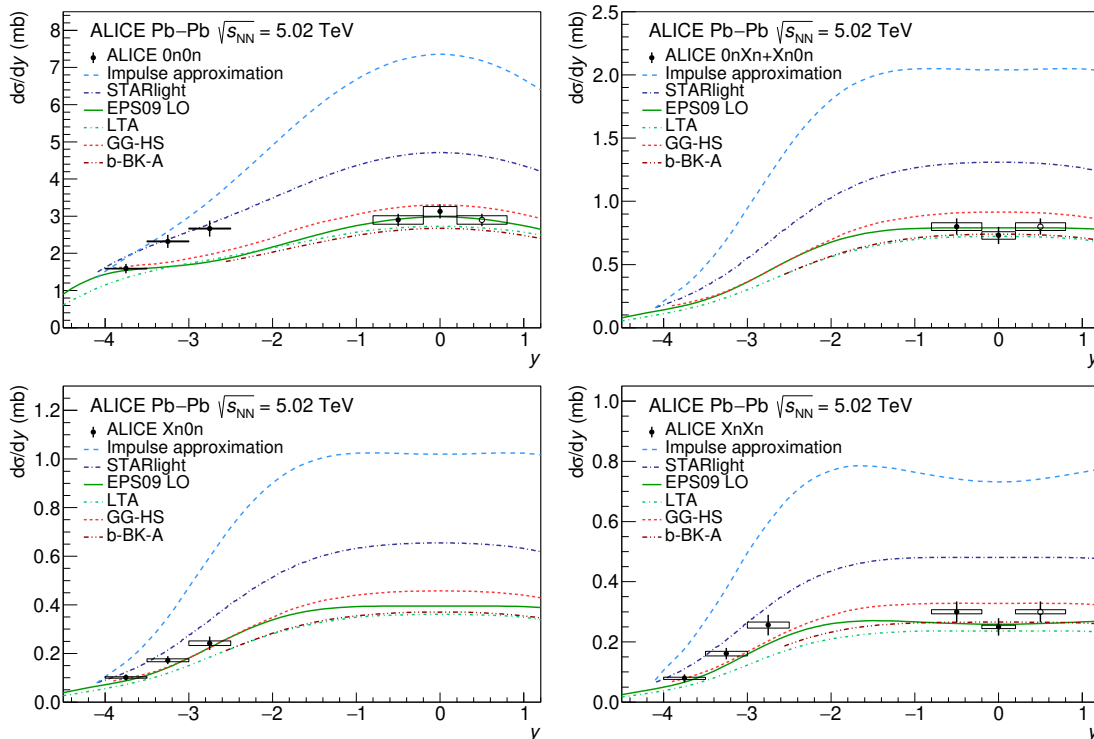 dσ/dy (mb)
ALICE Pb−Pb √sNN = 5.02 TeV
ALICE 0n0n
Impulse approximation
STARlight
EPS09 LO
LTA
GG-HS
b-BK-A
8
7
6
5
4
3
2
1
0
−4 −3 −2 −1 0 1
y
dσ/dy (mb)
ALICE Pb−Pb √sNN = 5.02 TeV
ALICE 0nXn+Xn0n
Impulse approximation
STARlight
EPS09 LO
LTA
GG-HS
b-BK-A
2.5
2.0
1.5
1.0
0.5
0.0
−4 −3 −2 −1 0 1
y
dσ/dy (mb)
ALICE Pb−Pb √sNN = 5.02 TeV
ALICE Xn0n
Impulse approximation
STARlight
EPS09 LO
LTA
GG-HS
b-BK-A
1.2
1.0
0.8
0.6
0.4
0.2
0.0
−4 −3 −2 −1 0 1
y
dσ/dy (mb)
ALICE Pb−Pb √sNN = 5.02 TeV
ALICE XnXn
Impulse approximation
STARlight
EPS09 LO
LTA
GG-HS
b-BK-A
1.0
0.8
0.6
0.4
0.2
0.0
−4 −3 −2 −1 0 1
y